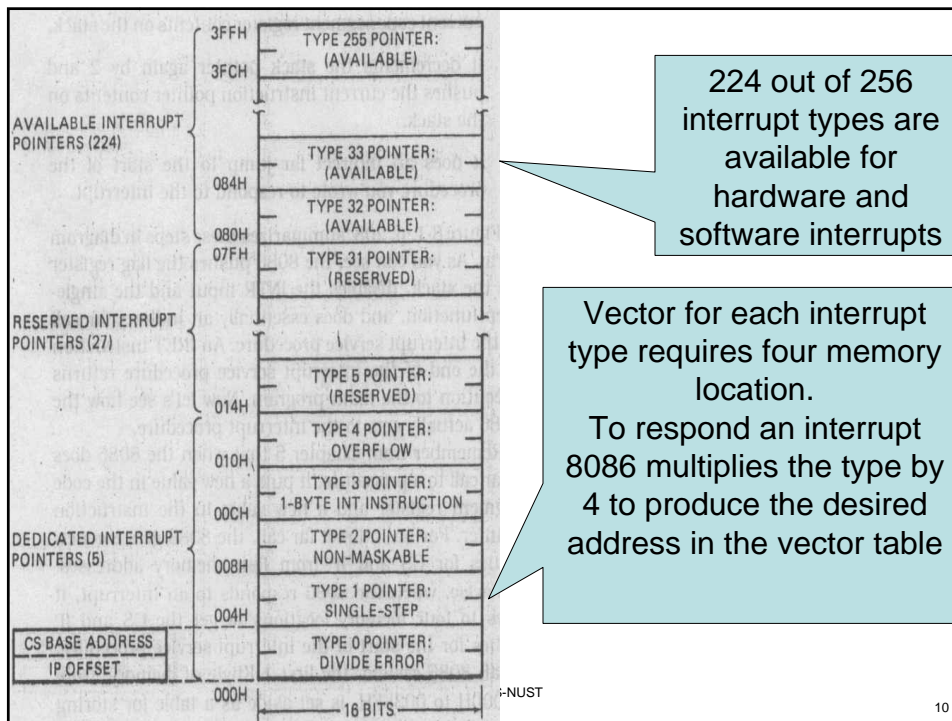 3FFH
TYPE 255 POINTER:
(AVAILABLE)
3FCH
AVAILABLE INTERRUPT
POINTERS (224)
TYPE 33 POINTER:
(AVAILABLE)
084H
TYPE 32 POINTER:
(AVAILABLE)
080H
07FH
TYPE 31 POINTER:
(RESERVED)
RESERVED INTERRUPT
POINTERS (27)
TYPE 5 POINTER:
(RESERVED)
014H
TYPE 4 POINTER:
OVERFLOW
010H
TYPE 3 POINTER:
1-BYTE INT INSTRUCTION
00CH
DEDICATED INTERRUPT
POINTERS (5)
TYPE 2 POINTER:
NON-MASKABLE
008H
TYPE 1 POINTER:
SINGLE-STEP
004H
CS BASE ADDRESS
IP OFFSET
TYPE 0 POINTER:
DIVIDE ERROR
000H
16 BITS
224 out of 256
interrupt types are
available for
hardware and
software interrupts
Vector for each interrupt
type requires four memory
location.
To respond an interrupt
8086 multiplies the type by
4 to produce the desired
address in the vector table
-NUST
10